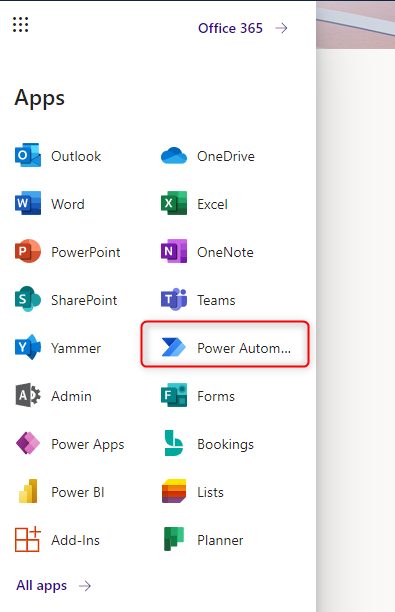 Office 365
Apps
Outlook
OneDrive
Word
Excel
PowerPoint
OneNote
SharePoint
Teams
Yammer
Power Autom...
Admin
Forms
Power Apps
Bookings
Power BI
Lists
Add-Ins
Planner
All apps